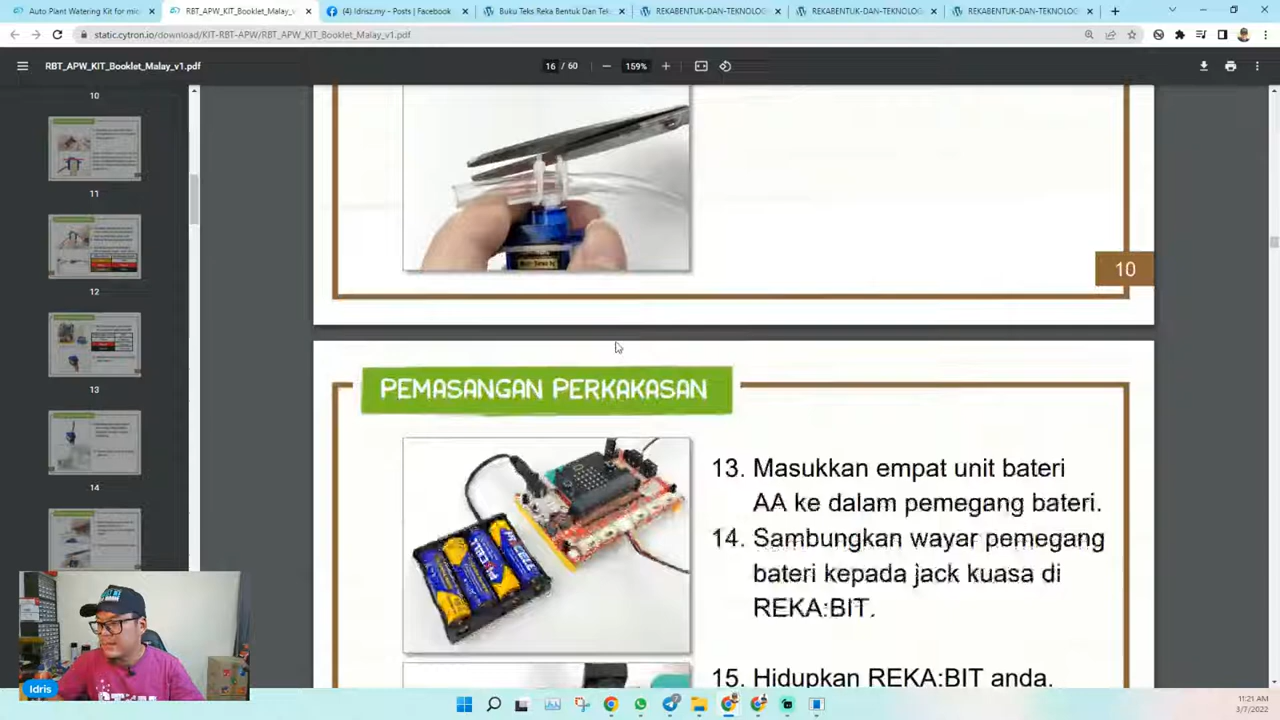 Auto Plant Watering Kit for mic
RBT_APW_KIT_Booklet_Malay_v
(4) Idrisz.my - Posts | Facebook
Buku Teks Reka Bentuk Dan Tek
REKABENTUK-DAN-TEKNOLOG
REKABENTUK-DAN-TEKNOLOG
REKABENTUK-DAN-TEKNOLOG
static.cytron.io/download/KIT-RBT-APW/RBT_APW_KIT_Booklet_Malay_v1.pdf
RBT_APW_KIT_Booklet_Malay_v1.pdf
16 / 60
159%
10
11
12
13
14
10
PEMASANGAN PERKAKASAN
13. Masukkan empat unit bateri
AA ke dalam pemegang bateri.
14. Sambungkan wayar pemegang
bateri kepada jack kuasa di
REKA:BIT.
15. Hidupkan REKA:BIT anda.
Idris
11:21 AM
3/7/2022